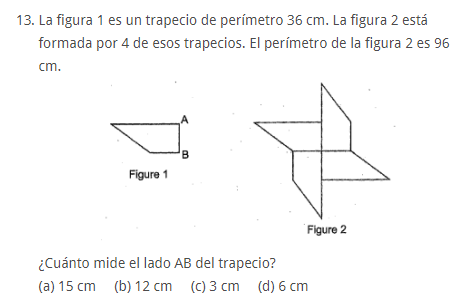 13. La figura 1 es un trapecio de perímetro 36 cm. La figura 2 está
formada por 4 de esos trapecios. El perímetro de la figura 2 es 96
cm.
A
B
Figure 1
Figure 2
¿Cuánto mide el lado AB del trapecio?
(a) 15 cm (b) 12 cm (c) 3 cm (d) 6 cm